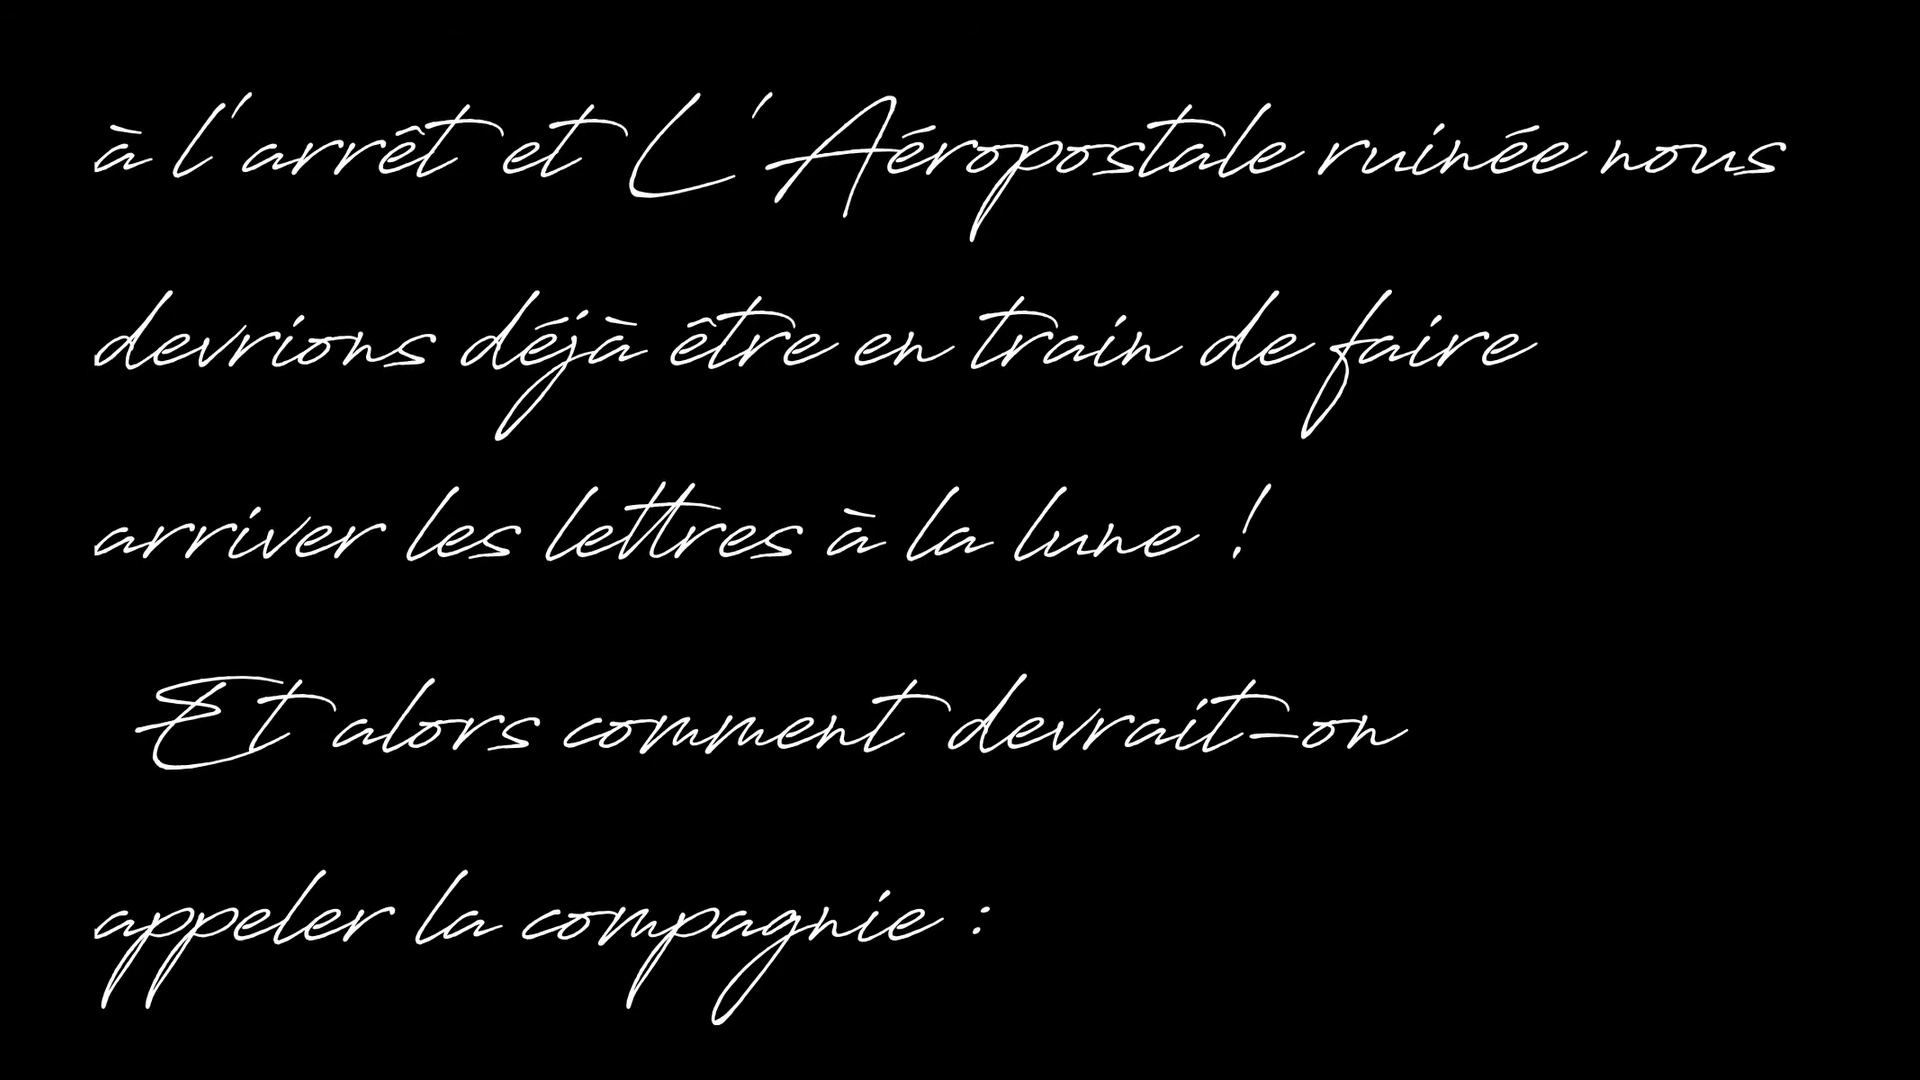 à l'arrêt et L'Aéropostale ruinée nous
devrions déjà être en train de faire
arriver les lettres à la lune !
Et alors comment devrait-on
appeler la compagnie :